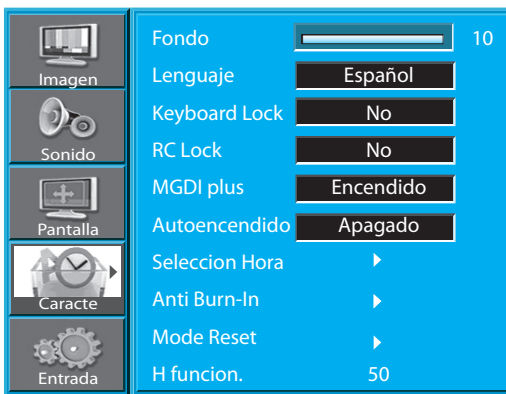 Imagen
Sonido
Pantalla
Caracte
Entrada
Fondo 10
Lenguaje Español
Keyboard Lock No
RC Lock No
MGDI plus Encendido
Autoencendido Apagado
Seleccion Hora
Anti Burn-In
Mode Reset
H funcion. 50